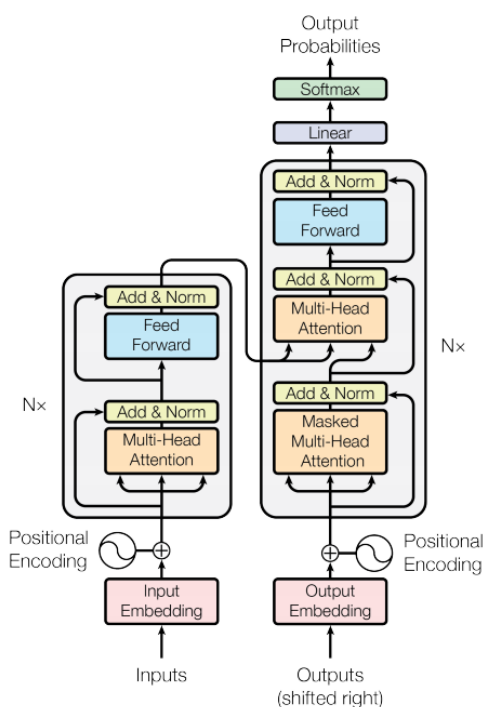 Output
Probabilities
Softmax
Linear
Add & Norm
Feed
Forward
Add & Norm
Multi-Head
Attention
Add & Norm
Masked
Multi-Head
Attention
N×
Positional
Encoding
Output
Embedding
Outputs
(shifted right)
Add & Norm
Feed
Forward
Add & Norm
Multi-Head
Attention
N×
Positional
Encoding
Input
Embedding
Inputs